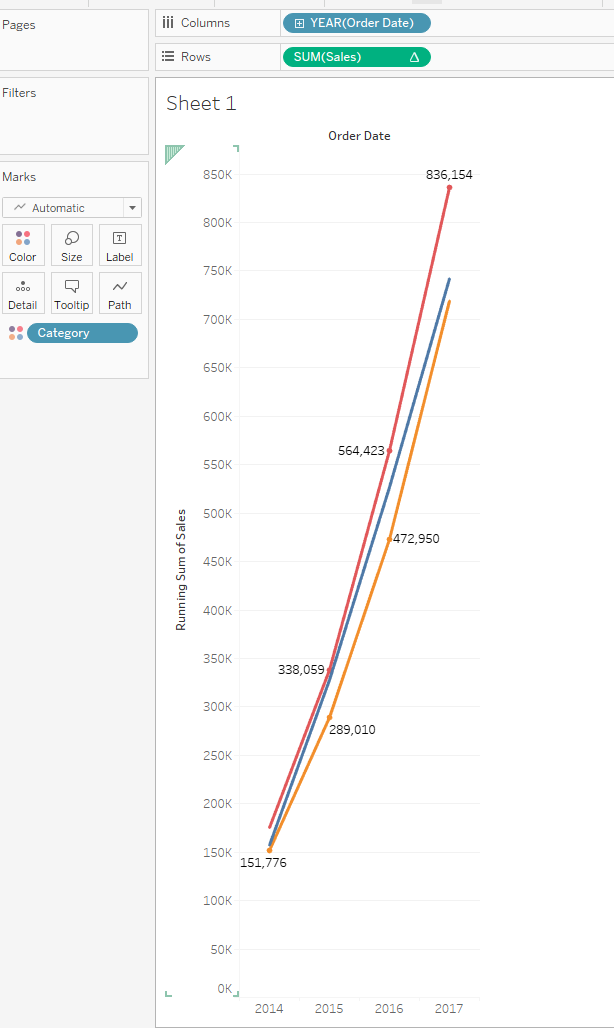 Pages
Columns
YEAR(Order Date)
Rows
SUM(Sales)
Filters
Marks
Automatic
Color
Size
Label
Detail
Tooltip
Path
Category
Sheet 1
Order Date
850K
800K
750K
700K
650K
600K
550K
500K
450K
400K
350K
300K
250K
200K
150K
100K
50K
0K
Running Sum of Sales
836,154
564,423
472,950
338,059
289,010
151,776
2014
2015
2016
2017